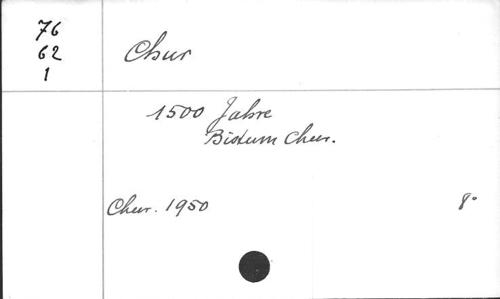 76
62
1
Chur
1500 Jahre
Bistum Chur.
Chur. 1950
8°